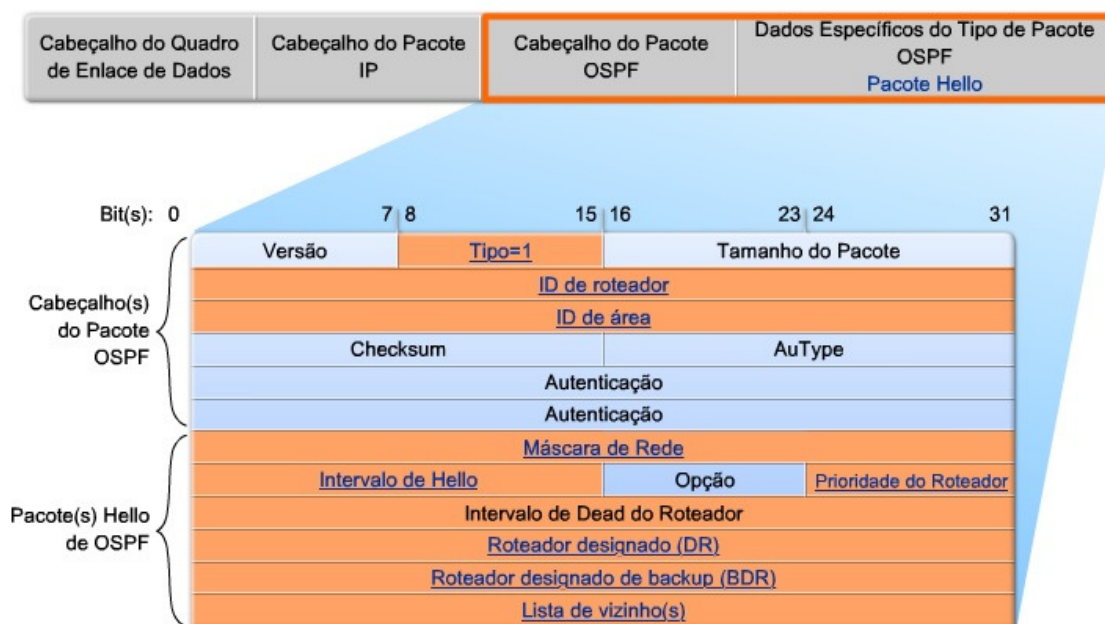 Cabeçalho do Quadro
de Enlace de Dados
Cabeçalho do Pacote
IP
Cabeçalho do Pacote
OSPF
Dados Específicos do Tipo de Pacote
OSPF
Pacote Hello
Bit(s): 0 7 8 15 16 23 24 31
Cabeçalho(s)
do Pacote
OSPF
Versão Tipo=1 Tamanho do Pacote
ID de roteador
ID de área
Checksum AuType
Autenticação
Autenticação
Pacote(s) Hello
de OSPF
Máscara de Rede
Intervalo de Hello Opção Prioridade do Roteador
Intervalo de Dead do Roteador
Roteador designado (DR)
Roteador designado de backup (BDR)
Lista de vizinho(s)